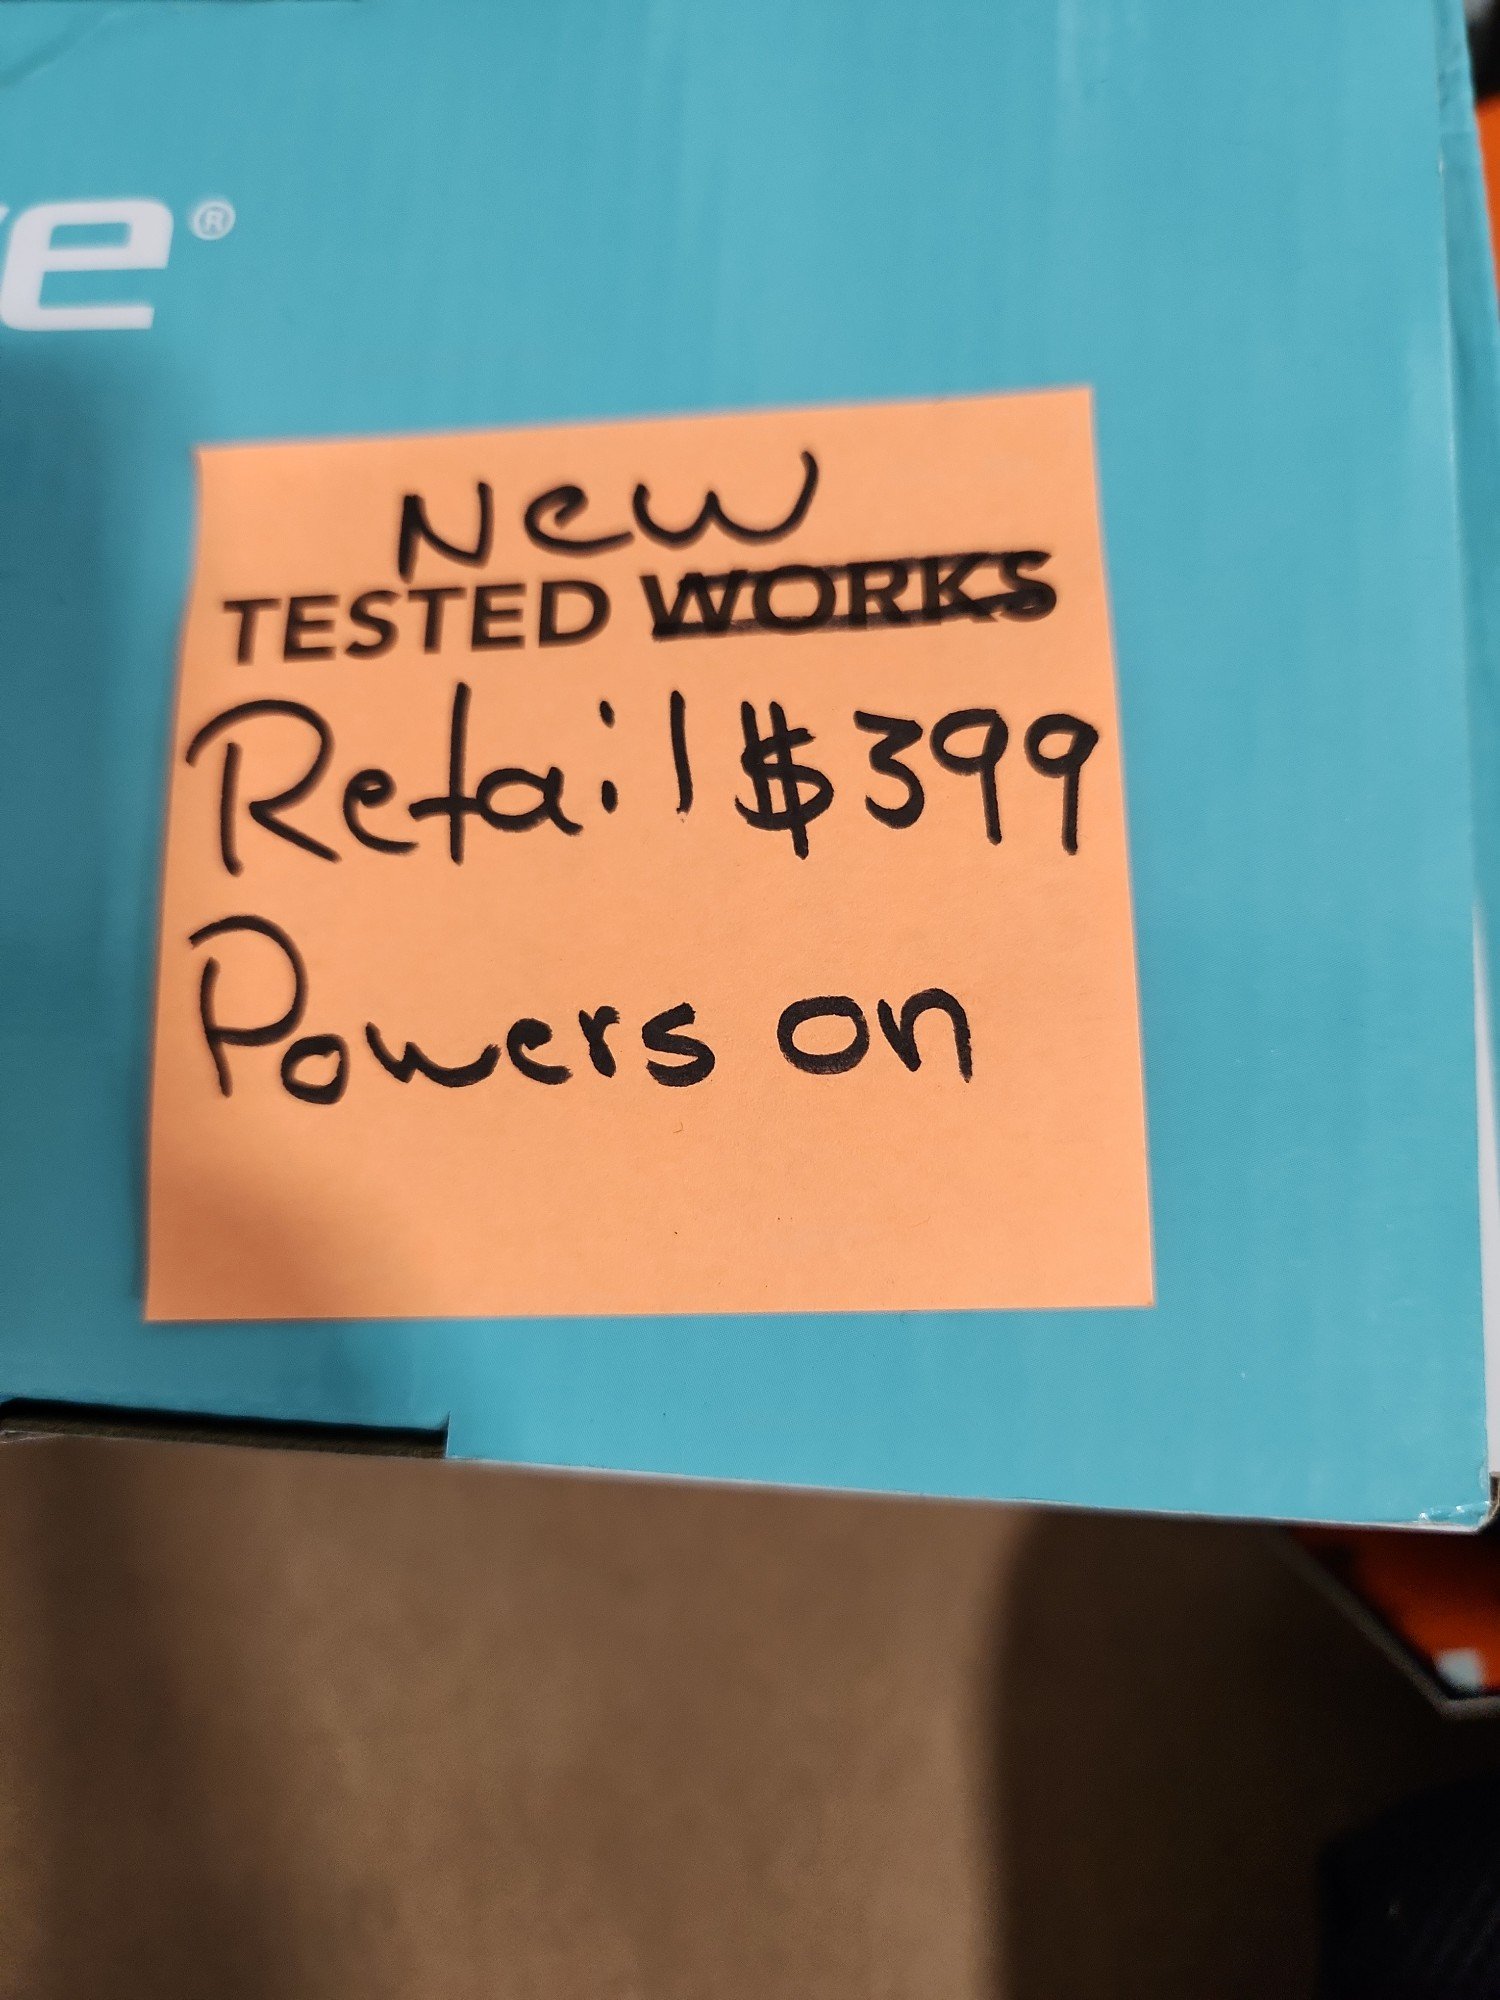 e®
New
TESTED ~~WORKS~~
Retail $399
Powers on